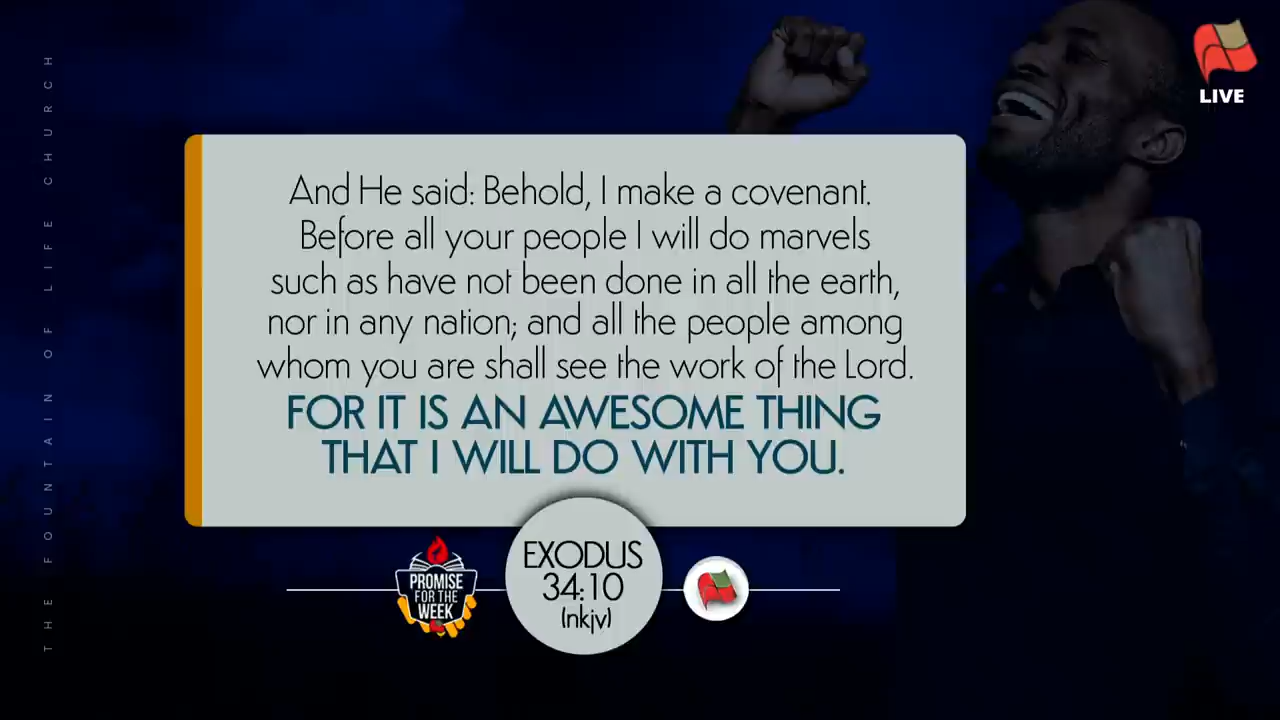 THE FOUNTAIN OF LIFE CHURCH
LIVE
And He said: Behold, I make a covenant.
Before all your people I will do marvels
such as have not been done in all the earth,
nor in any nation; and all the people among
whom you are shall see the work of the Lord.
FOR IT IS AN AWESOME THING
THAT I WILL DO WITH YOU.
PROMISE
FOR THE
WEEK
EXODUS
34:10
(nkjv)